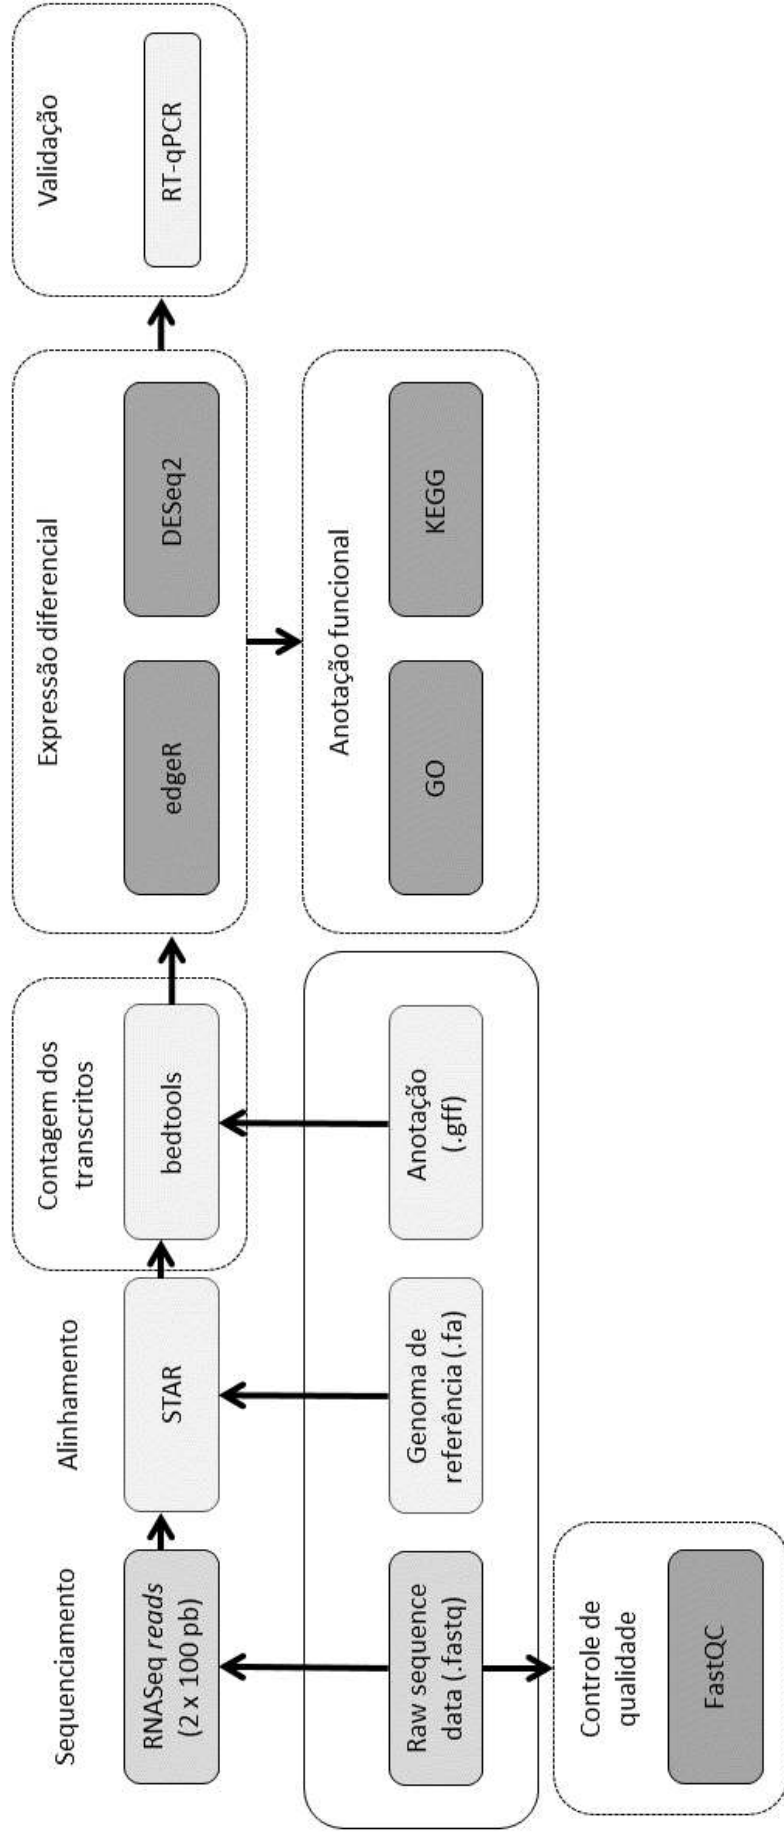 Sequenciamento
RNASeq reads
(2 x 100 pb)
Alinhamento
STAR
Contagem dos
transcritos
bedtools
Expressão diferencial
edgeR
DESeq2
Validação
RT-qPCR
Raw sequence
data (.fastq)
Genoma de
referência (.fa)
Anotação
(.gff)
Anotação funcional
GO
KEGG
Controle de
qualidade
FastQC